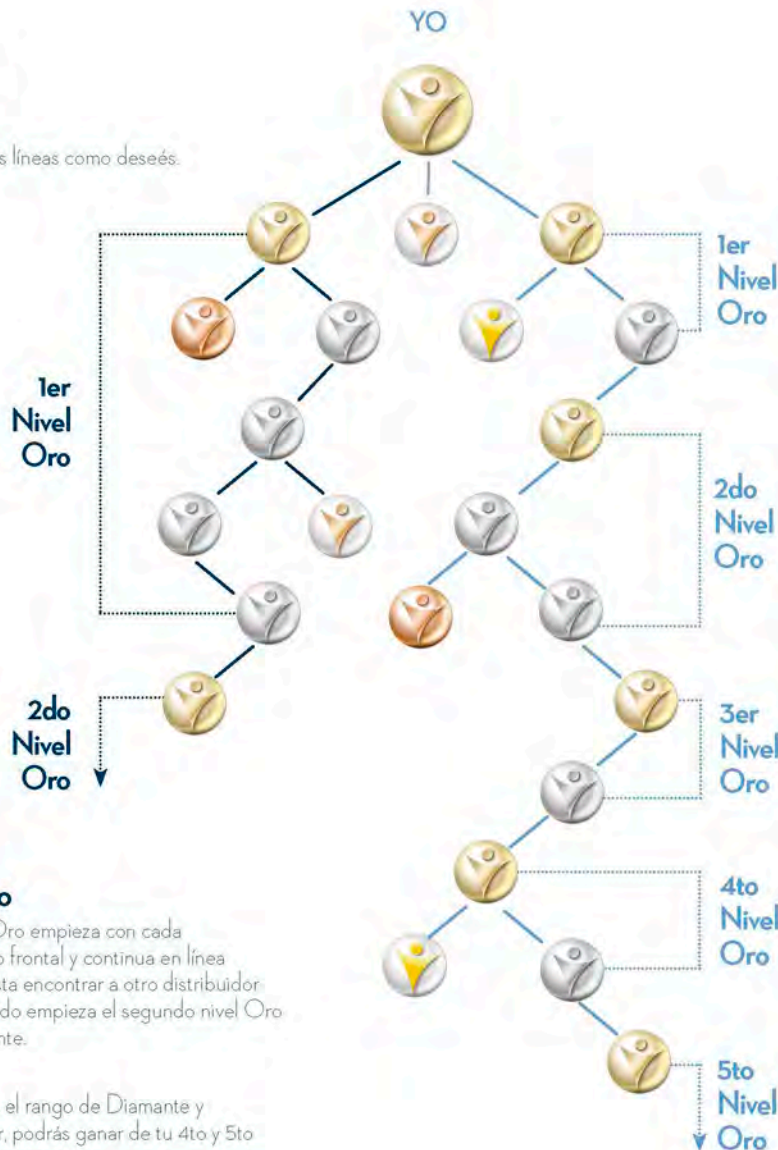 YO
s líneas como deseés.
1er
Nivel
Oro
1er
Nivel
Oro
2do
Nivel
Oro
2do
Nivel
Oro
3er
Nivel
Oro
4to
Nivel
Oro
5to
Nivel
Oro
o
Oro empieza con cada
o frontal y continua en línea
sta encontrar a otro distribuidor
do empieza el segundo nivel Oro
nte.
el rango de Diamante y
r, podrás ganar de tu 4to y 5to